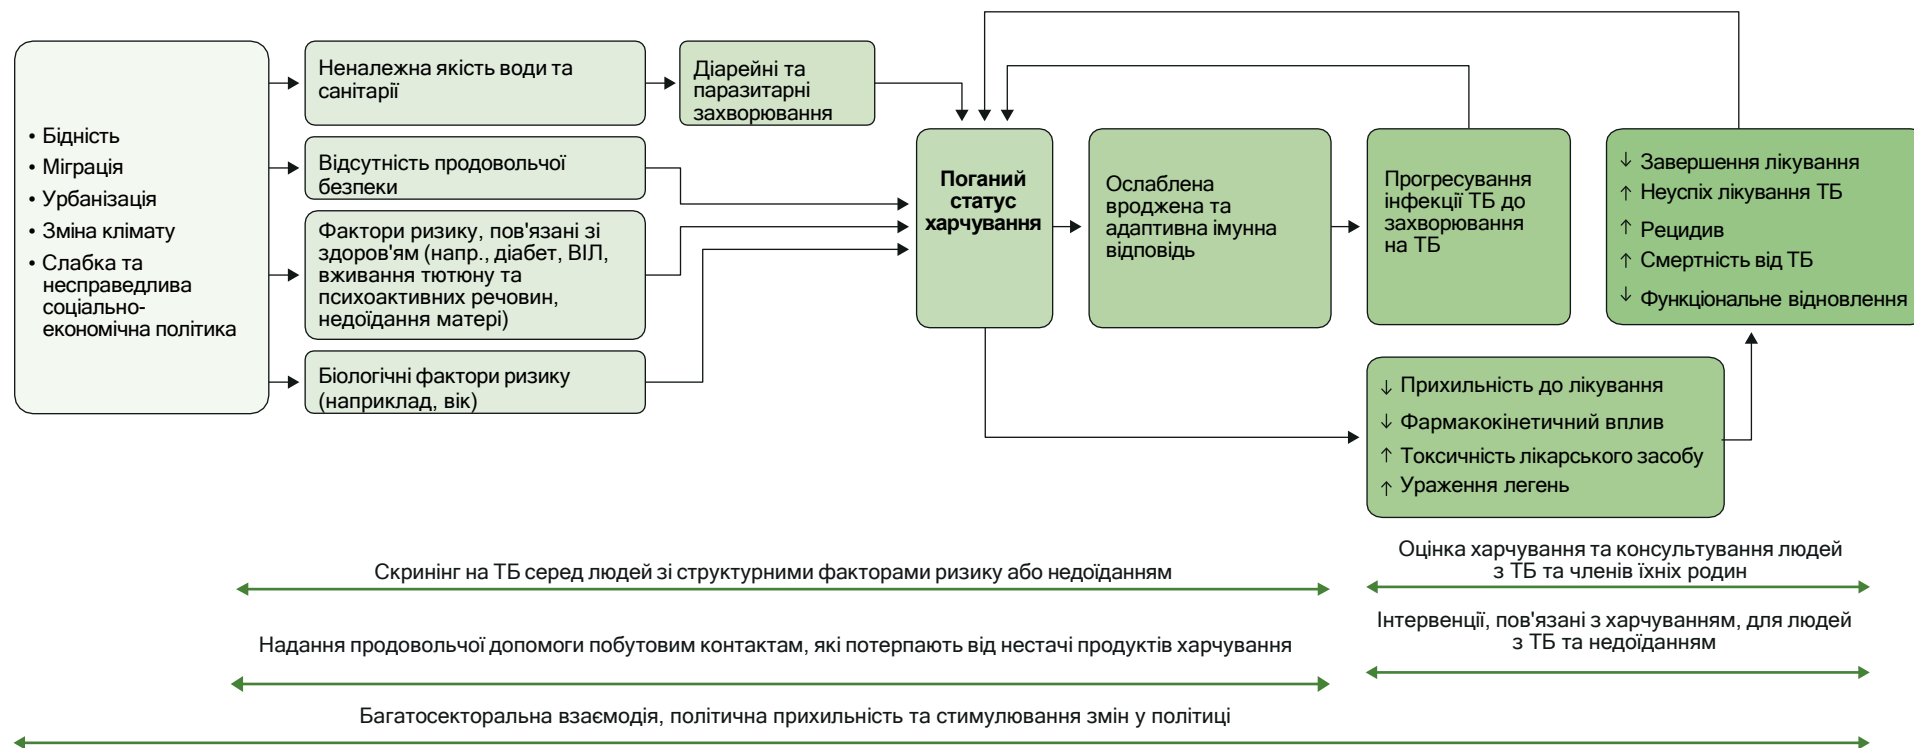 • Бідність
• Міграція
• Урбанізація
• Зміна клімату
• Слабка та
несправедлива
соціально-
економічна політика
Неналежна якість води та
санітарії
Відсутність продовольчої
безпеки
Фактори ризику, пов'язані зі
здоров'ям (напр., діабет, ВІЛ,
вживання тютюну та
психоактивних речовин,
недоїдання матері)
Біологічні фактори ризику
(наприклад, вік)
Діарейні та
паразитарні
захворювання
Поганий
статус
харчування
Ослаблена
вроджена та
адаптивна імунна
відповідь
Прогресування
інфекції ТБ до
захворювання
на ТБ
↓ Завершення лікування
↑ Неуспіх лікування ТБ
↑ Рецидив
↑ Смертність від ТБ
↓ Функціональне відновлення
↓ Прихильність до лікування
↓ Фармакокінетичний вплив
↑ Токсичність лікарського засобу
↑ Ураження легень
Скринінг на ТБ серед людей зі структурними факторами ризику або недоїданням
Оцінка харчування та консультування людей
з ТБ та членів їхніх родин
Надання продовольчої допомоги побутовим контактам, які потерпають від нестачі продуктів харчування
Інтервенції, пов'язані з харчуванням, для людей
з ТБ та недоїданням
Багатосекторальна взаємодія, політична прихильність та стимулювання змін у політиці